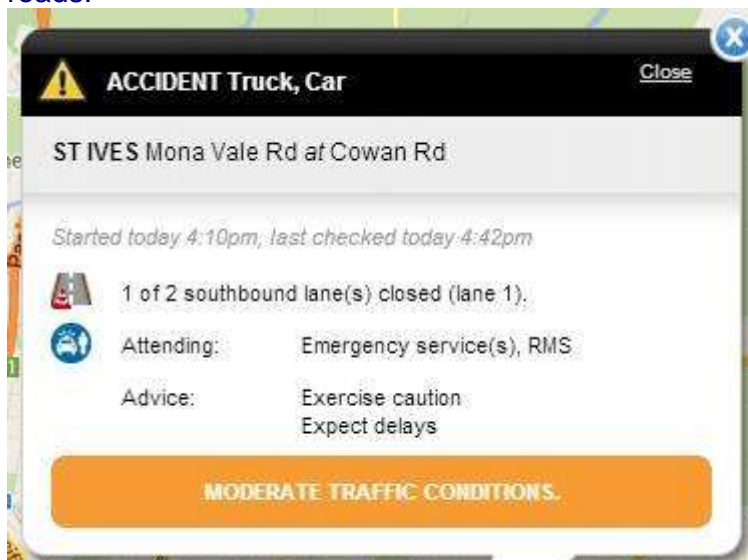 roads.
ACCIDENT Truck, Car
Close
ST IVES Mona Vale Rd at Cowan Rd
Started today 4:10pm, last checked today 4:42pm
1 of 2 southbound lane(s) closed (lane 1).
Attending: Emergency service(s), RMS
Advice: Exercise caution
Expect delays
MODERATE TRAFFIC CONDITIONS.